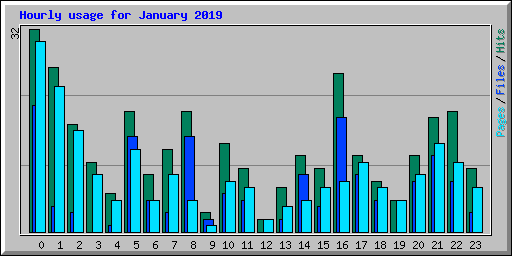 Hourly usage for January 2019
32
Pages / Files / Hits
0 1 2 3 4 5 6 7 8 9 10 11 12 13 14 15 16 17 18 19 20 21 22 23